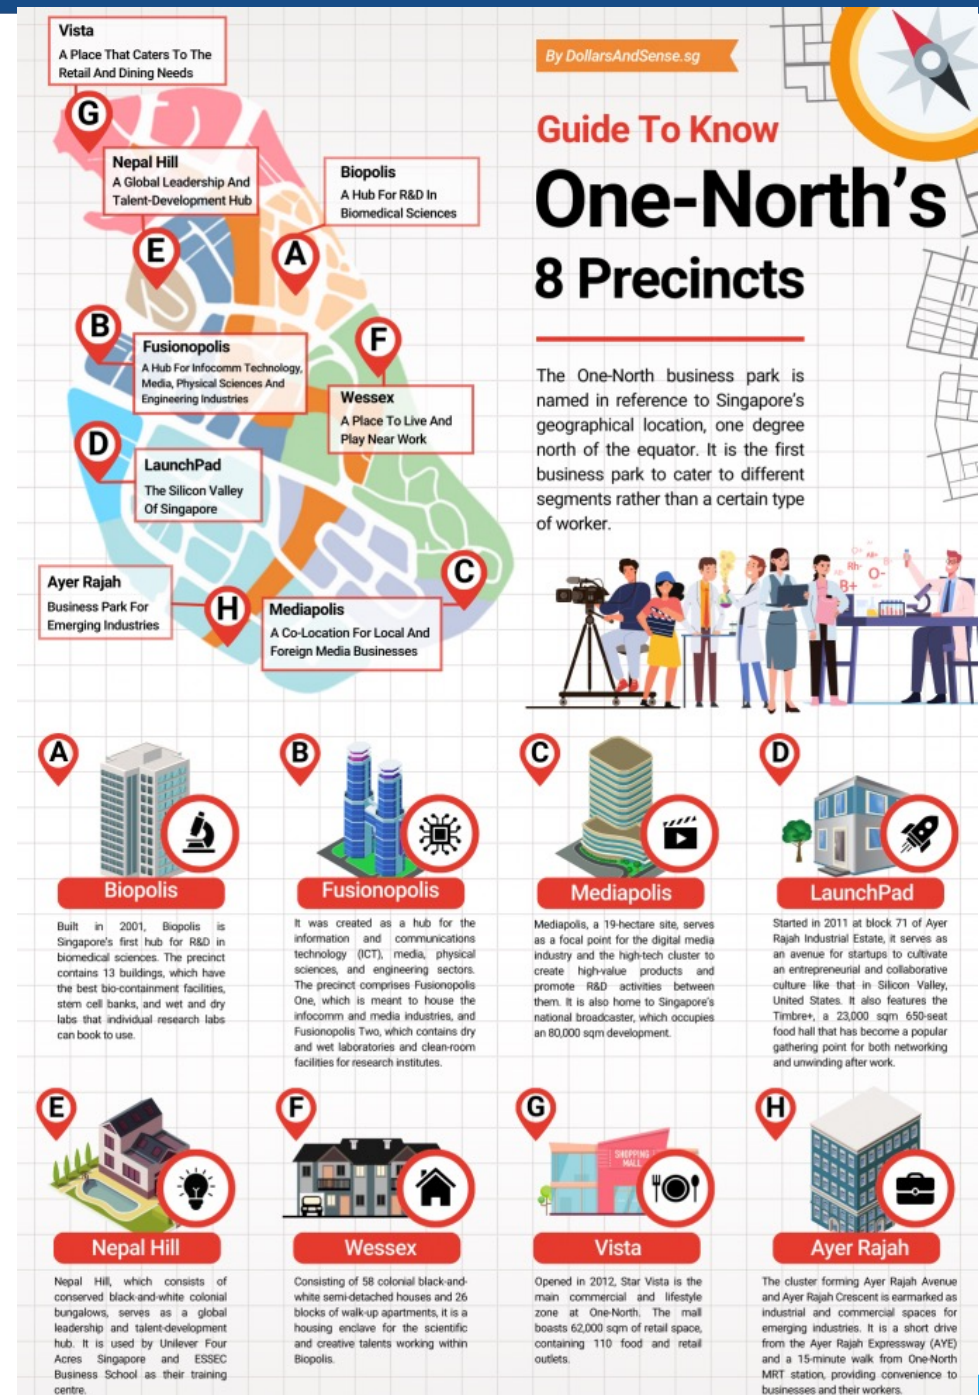 Vista
A Place That Caters To The
Retail And Dining Needs
G
Nepal Hill
A Global Leadership And
Talent-Development Hub
E
Biopolis
A Hub For R&D In
Biomedical Sciences
A
B
Fusionopolis
A Hub For Infocomm Technology,
Media, Physical Sciences And
Engineering Industries
F
Wessex
A Place To Live And
Play Near Work
D
LaunchPad
The Silicon Valley
Of Singapore
Ayer Rajah
Business Park For
Emerging Industries
H
C
Mediapolis
A Co-Location For Local And
Foreign Media Businesses
By DollarsAndSense.sg
Guide To Know
One-North's
8 Precincts
The One-North business park is
named in reference to Singapore's
geographical location, one degree
north of the equator. It is the first
business park to cater to different
segments rather than a certain type
of worker.
Rh-
B+
O-
A
Biopolis
Built in 2001, Biopolis is
Singapore's first hub for R&D in
biomedical sciences. The precinct
contains 13 buildings, which have
the best bio-containment facilities,
stem cell banks, and wet and dry
labs that individual research labs
can book to use.
B
Fusionopolis
It was created as a hub for the
information and communications
technology (ICT), media, physical
sciences, and engineering sectors.
The precinct comprises Fusionopolis
One, which is meant to house the
infocomm and media industries, and
Fusionopolis Two, which contains dry
and wet laboratories and clean-room
facilities for research institutes.
C
Mediapolis
Mediapolis, a 19-hectare site, serves
as a focal point for the digital media
industry and the high-tech cluster to
create high-value products and
promote R&D activities between
them. It is also home to Singapore's
national broadcaster, which occupies
an 80,000 sqm development.
D
LaunchPad
Started in 2011 at block 71 of Ayer
Rajah Industrial Estate, it serves as
an avenue for startups to cultivate
an entrepreneurial and collaborative
culture like that in Silicon Valley,
United States. It also features the
Timbre+, a 23,000 sqm 650-seat
food hall that has become a popular
gathering point for both networking
and unwinding after work.
E
Nepal Hill
Nepal Hill, which consists of
conserved black-and-white colonial
bungalows, serves as a global
leadership and talent-development
hub. It is used by Unilever Four
Acres Singapore and ESSEC
Business School as their training
centre.
F
Wessex
Consisting of 58 colonial black-and-
white semi-detached houses and 26
blocks of walk-up apartments, it is a
housing enclave for the scientific
and creative talents working within
Biopolis.
G
SHOPPING
MALL
Vista
Opened in 2012, Star Vista is the
main commercial and lifestyle
zone at One-North. The mall
boasts 62,000 sqm of retail space,
containing 110 food and retail
outlets.
H
Ayer Rajah
The cluster forming Ayer Rajah Avenue
and Ayer Rajah Crescent is earmarked as
industrial and commercial spaces for
emerging industries. It is a short drive
from the Ayer Rajah Expressway (AYE)
and a 15-minute walk from One-North
MRT station, providing convenience to
businesses and their workers.